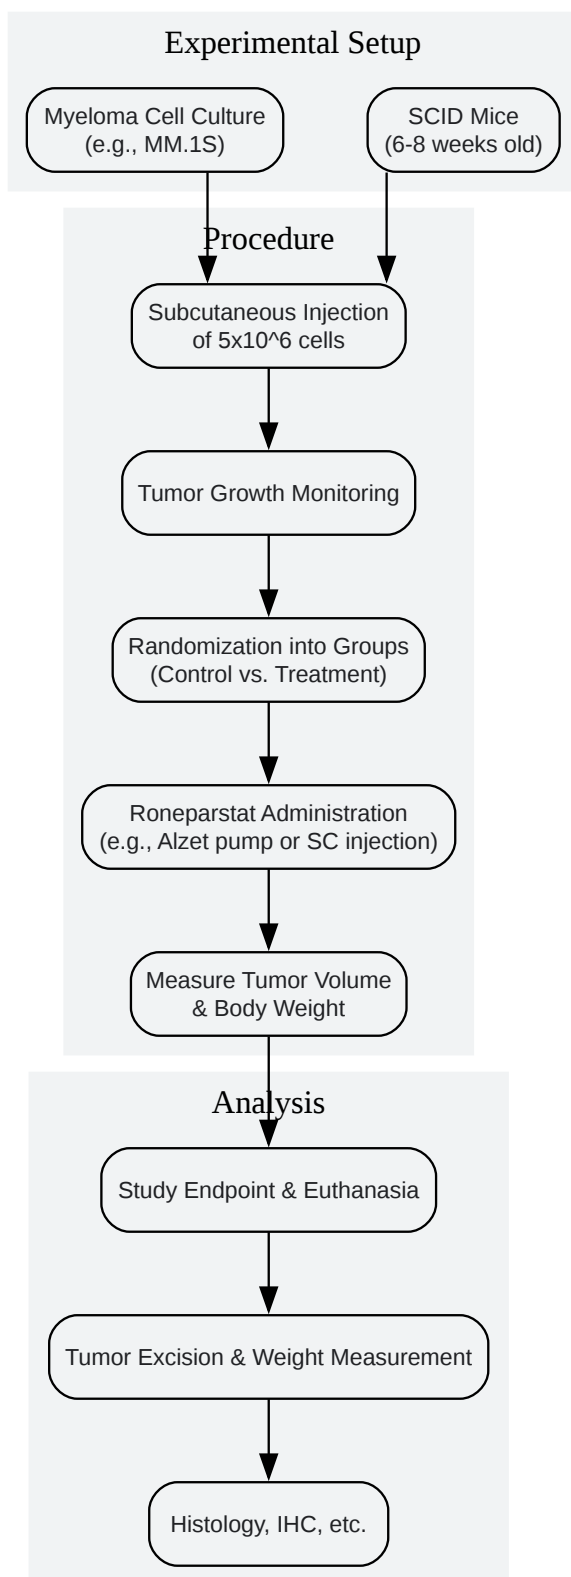 Experimental Setup
Myeloma Cell Culture
(e.g., MM.1S)
SCID Mice
(6-8 weeks old)
Procedure
Subcutaneous Injection
of 5x10^6 cells
Tumor Growth Monitoring
Randomization into Groups
(Control vs. Treatment)
Roneparstat Administration
(e.g., Alzet pump or SC injection)
Measure Tumor Volume
& Body Weight
Analysis
Study Endpoint & Euthanasia
Tumor Excision & Weight Measurement
Histology, IHC, etc.